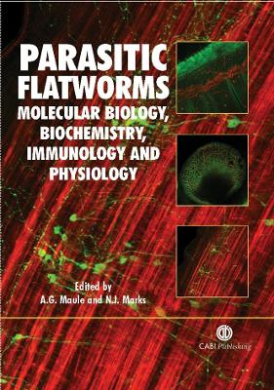 PARASITIC
FLATWORMS
MOLECULAR BIOLOGY,
BIOCHEMISTRY,
IMMUNOLOGY AND
PHYSIOLOGY
Edited by
A.G. Maule and N.J. Marks
CABI Publishing